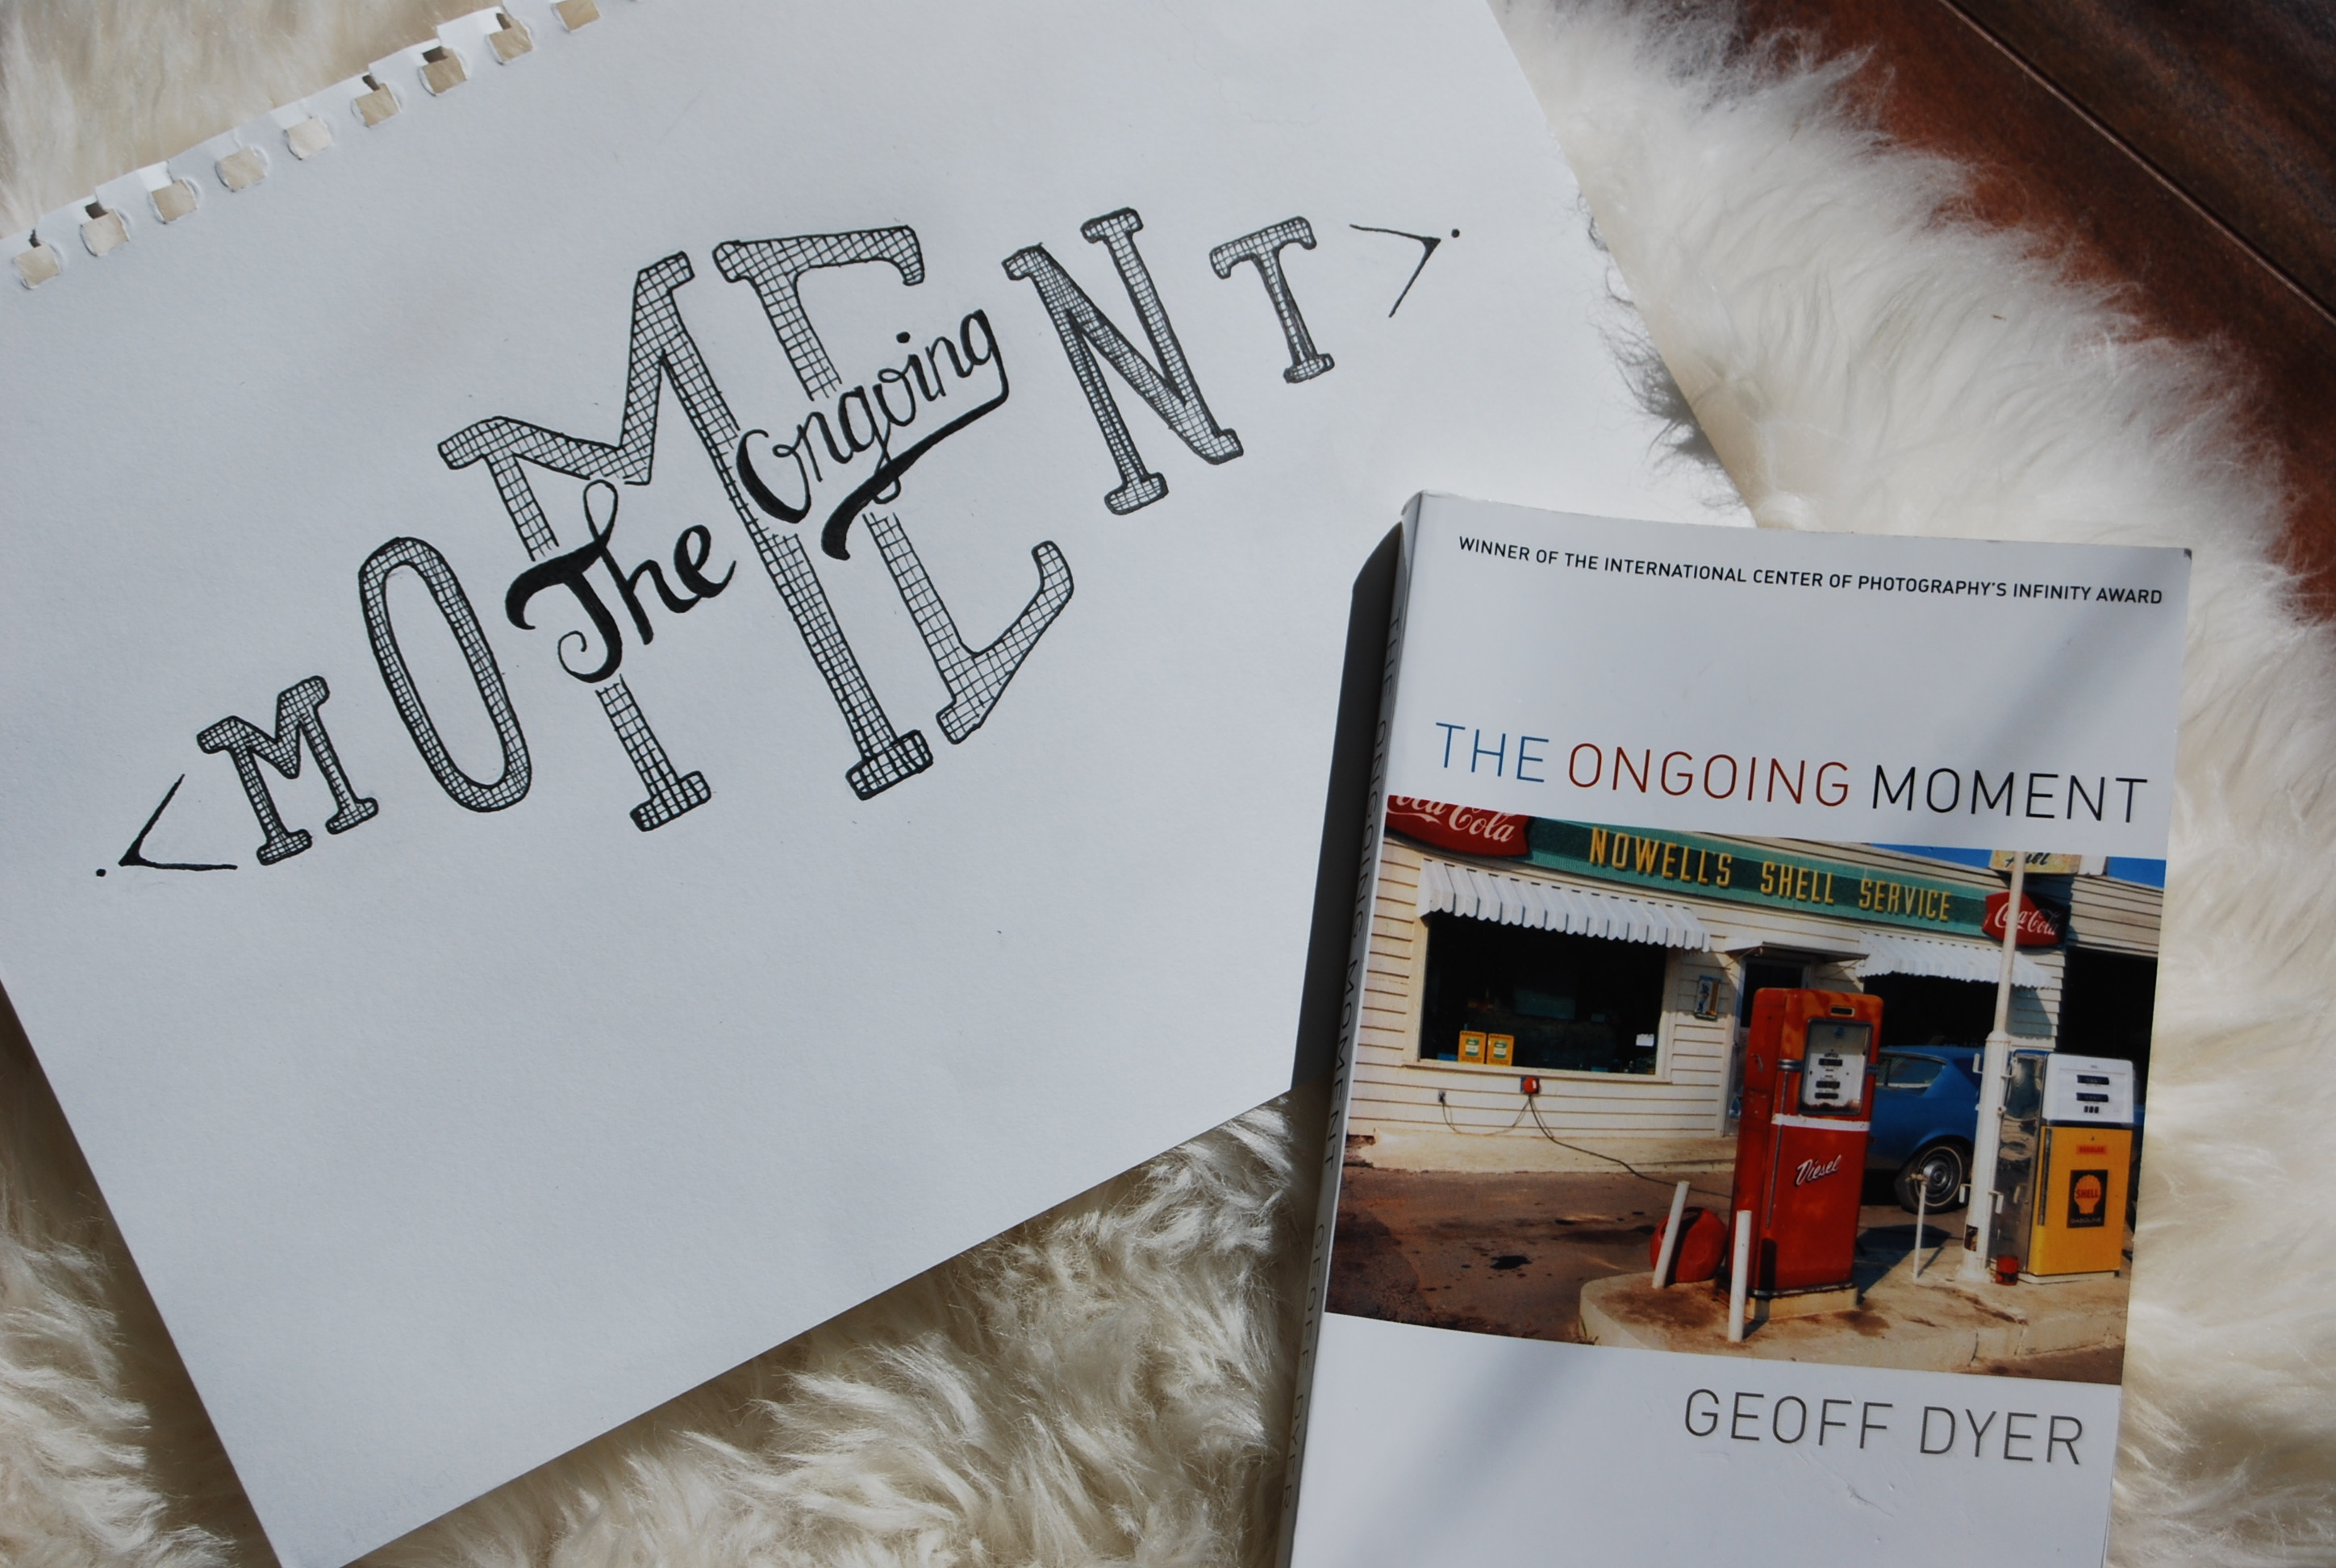 The Ongoing
< MOMENT >
WINNER OF THE INTERNATIONAL CENTER OF PHOTOGRAPHY'S INFINITY AWARD
THE ONGOING MOMENT
Coca Cola
NOWELL'S SHELL SERVICE
Coca-Cola
Diesel
SHELL
GEOFF DYER
THE ONGOING MOMENT GEOFF DYER